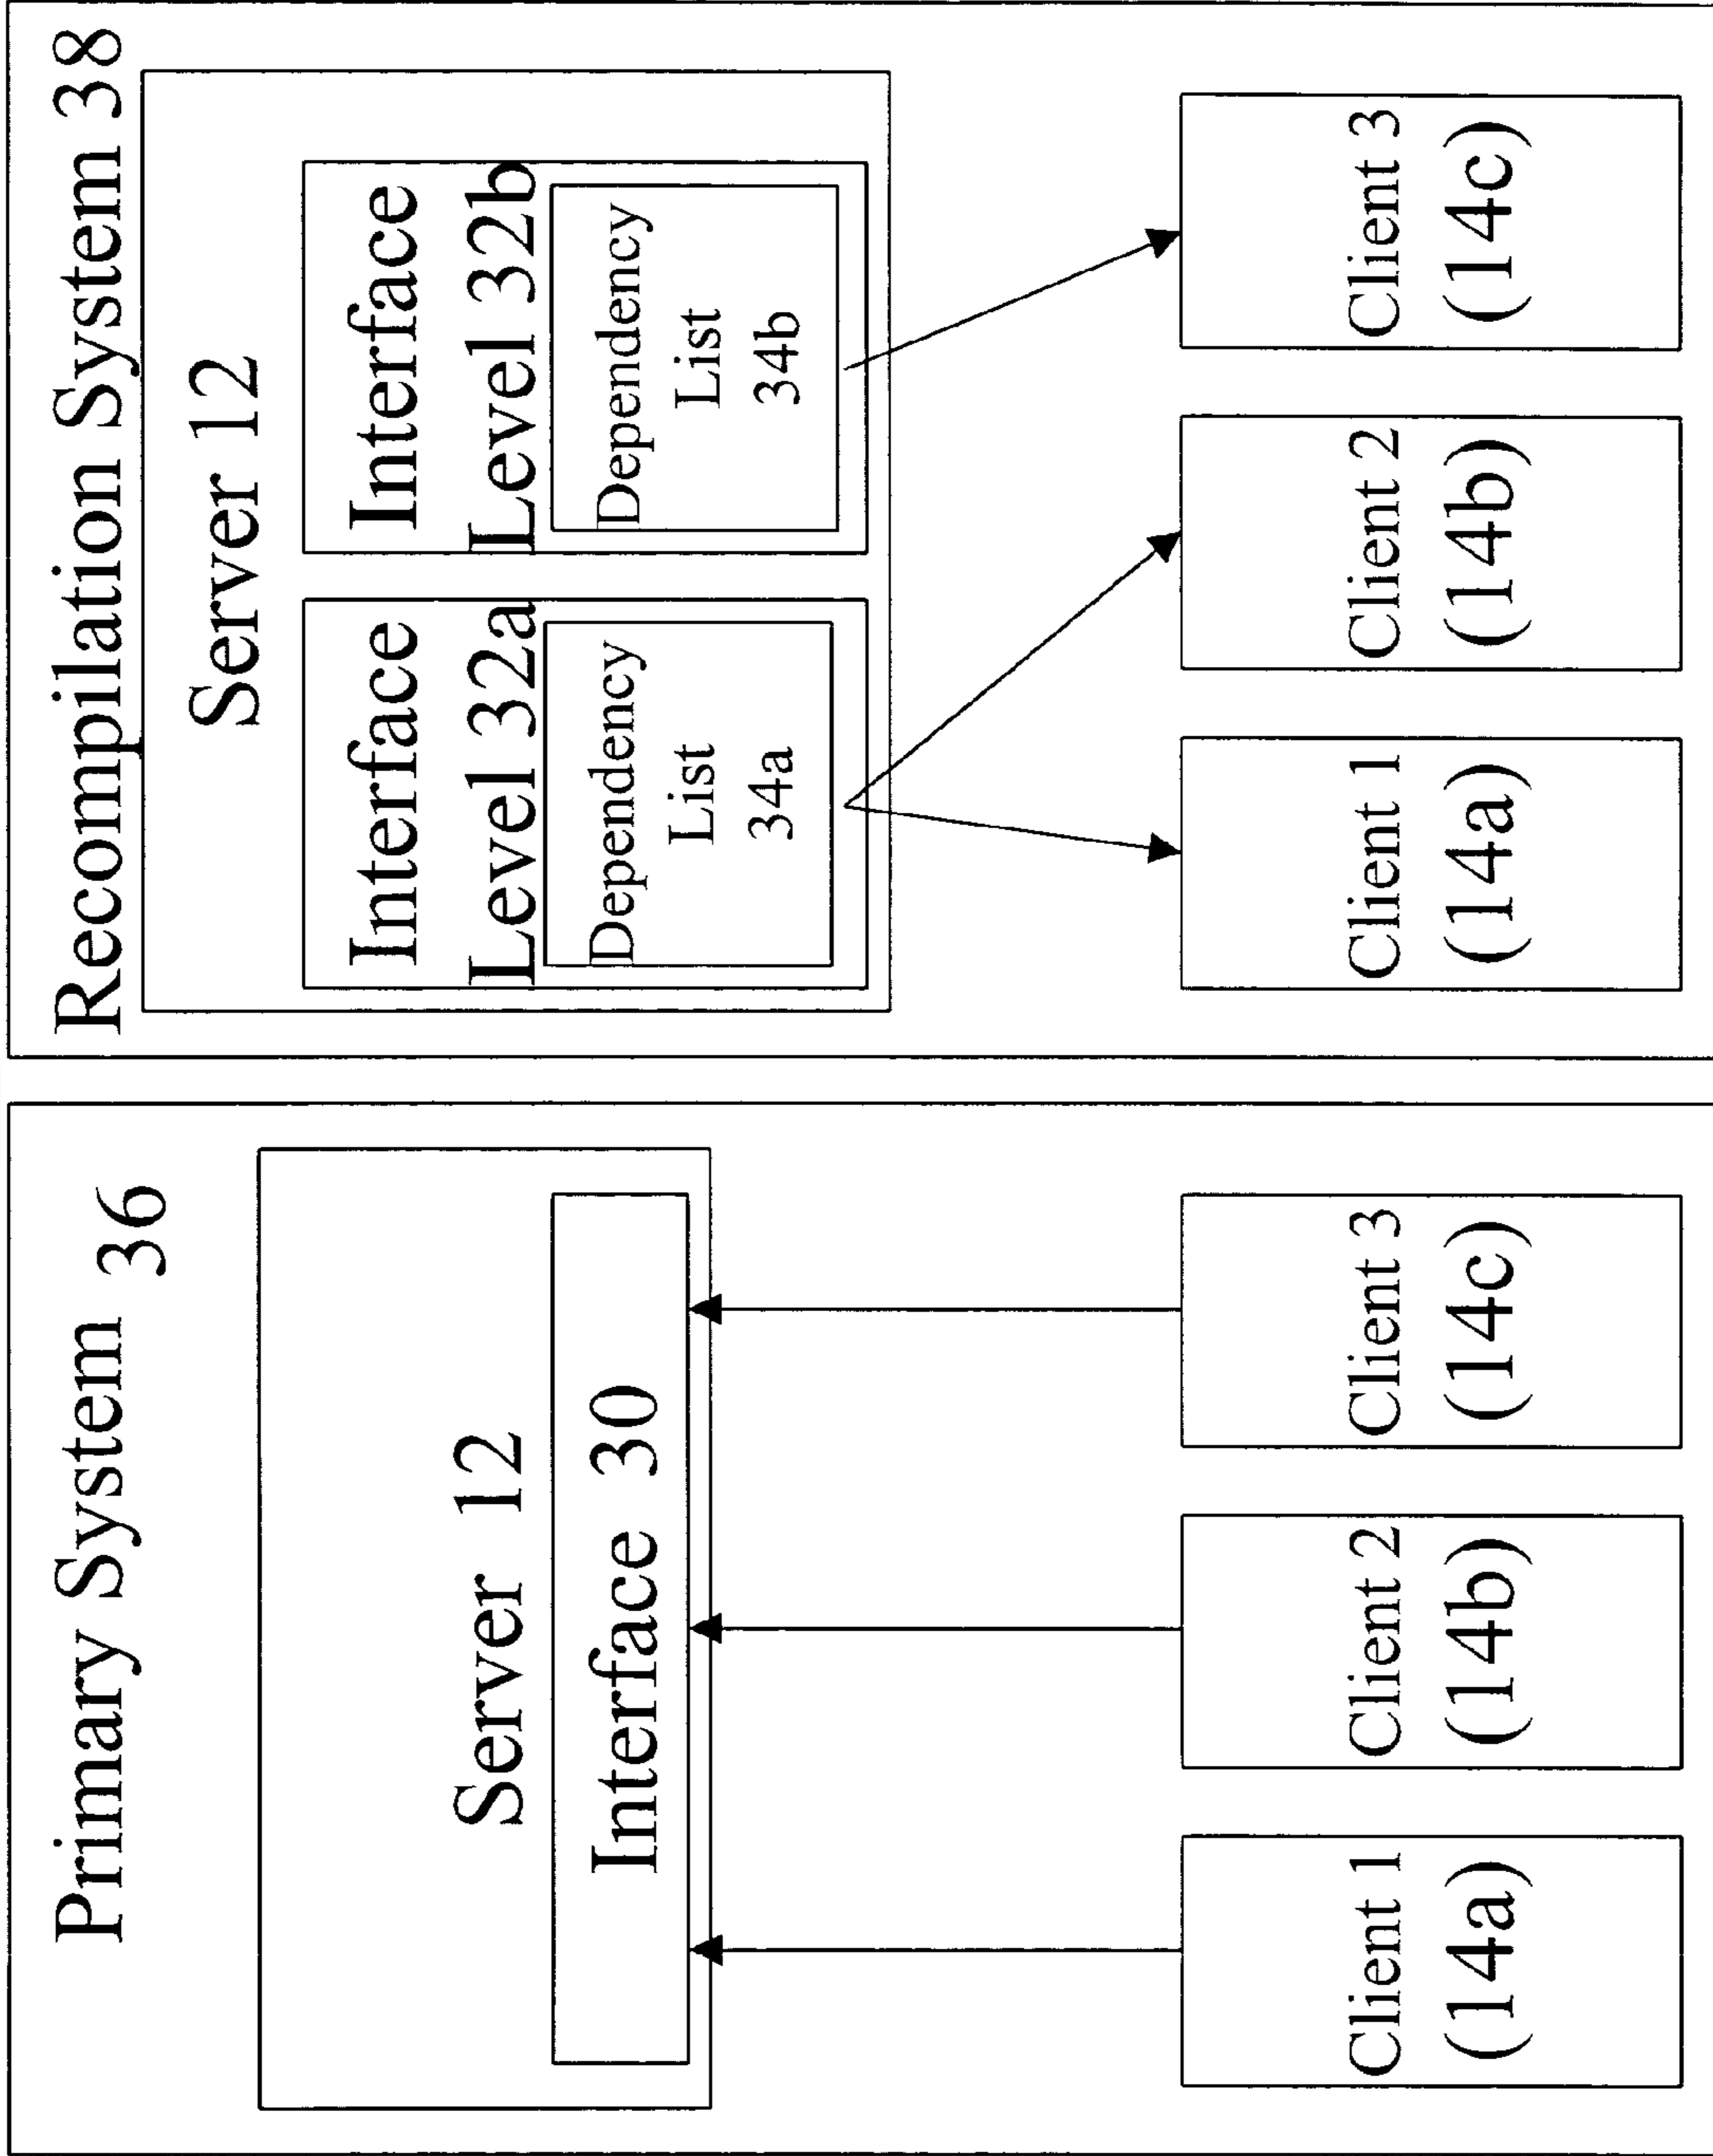 Primary System 36
Server 12
Interface 30
Client 1
(14a)
Client 2
(14b)
Client 3
(14c)
Recompilation System 38
Server 12
Interface
Level 32a
Dependency
List
34a
Interface
Level 32b
Dependency
List
34b
Client 1
(14a)
Client 2
(14b)
Client 3
(14c)